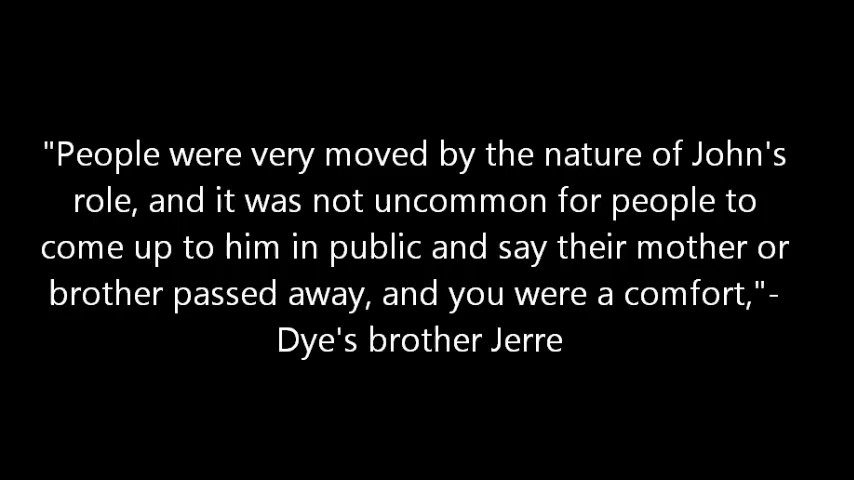 "People were very moved by the nature of John's
role, and it was not uncommon for people to
come up to him in public and say their mother or
brother passed away, and you were a comfort,"-
Dye's brother Jerre